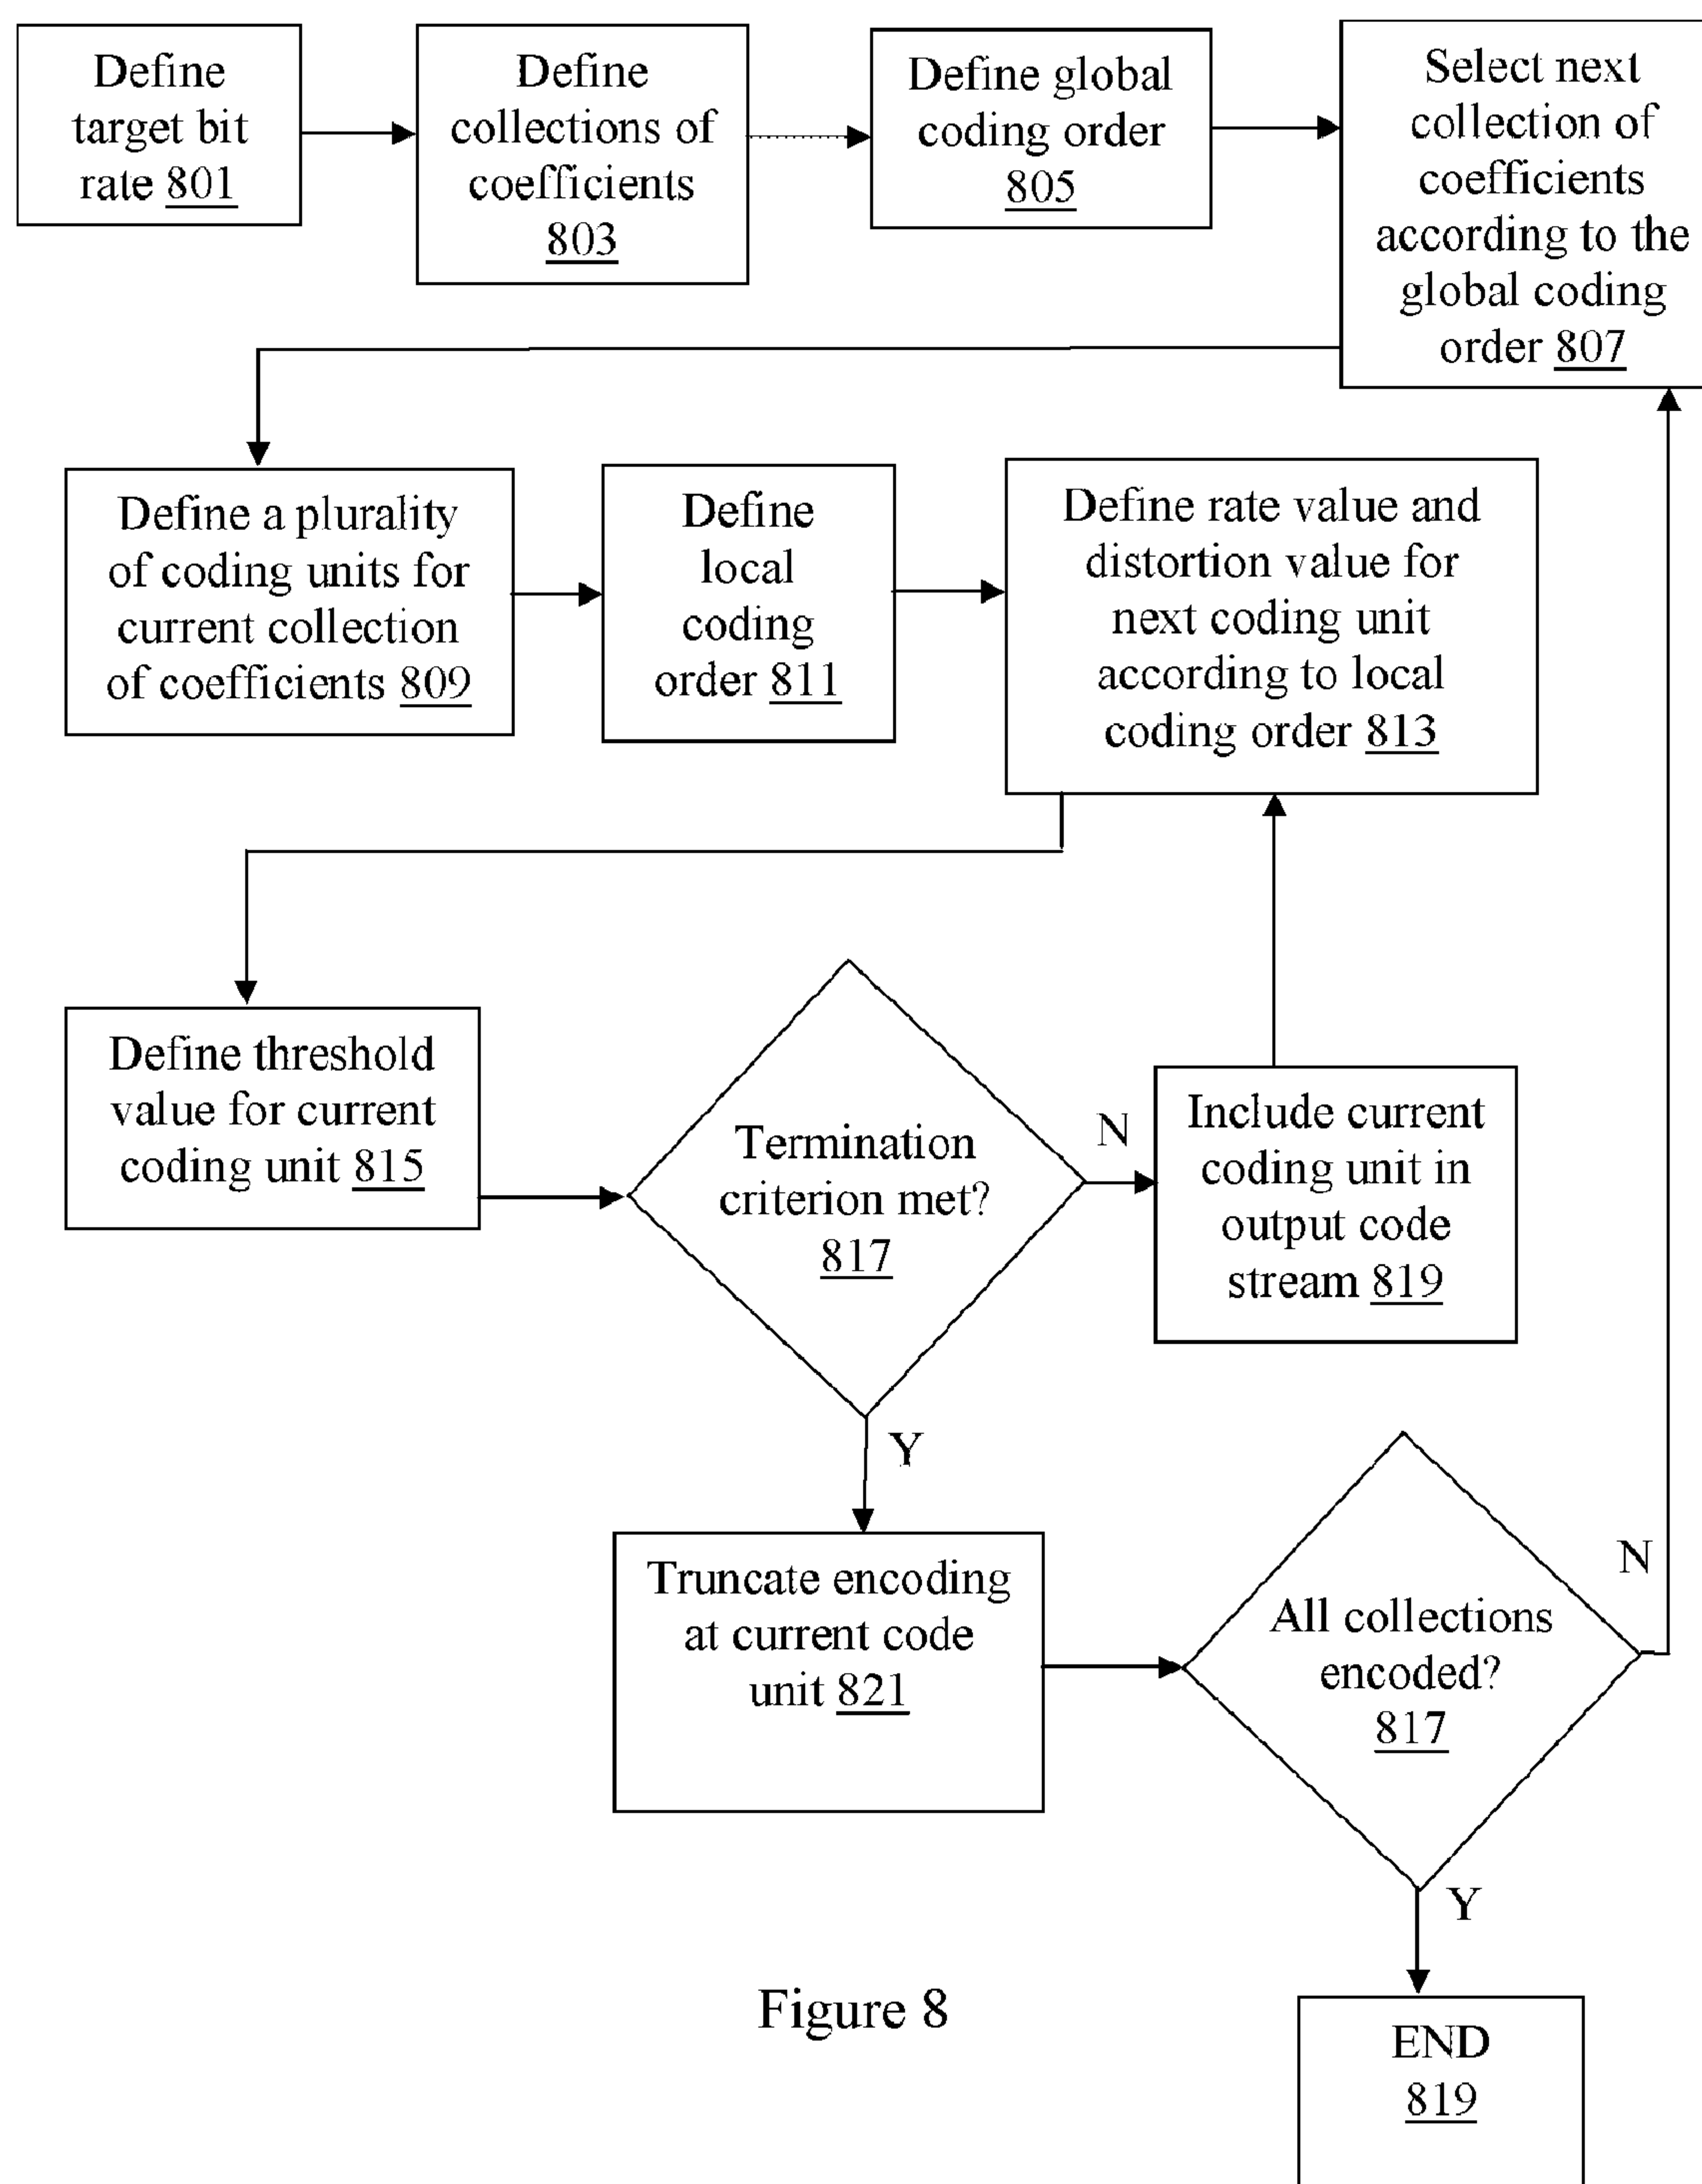 Define
target bit
rate 801
Define
collections of
coefficients
803
Define global
coding order
805
Select next
collection of
coefficients
according to the
global coding
order 807
Define a plurality
of coding units for
current collection
of coefficients 809
Define
local
coding
order 811
Define rate value and
distortion value for
next coding unit
according to local
coding order 813
Define threshold
value for current
coding unit 815
Termination
criterion met?
817
N
Include current
coding unit in
output code
stream 819
Y
Truncate encoding
at current code
unit 821
All collections
encoded?
817
N
Y
END
819
Figure 8